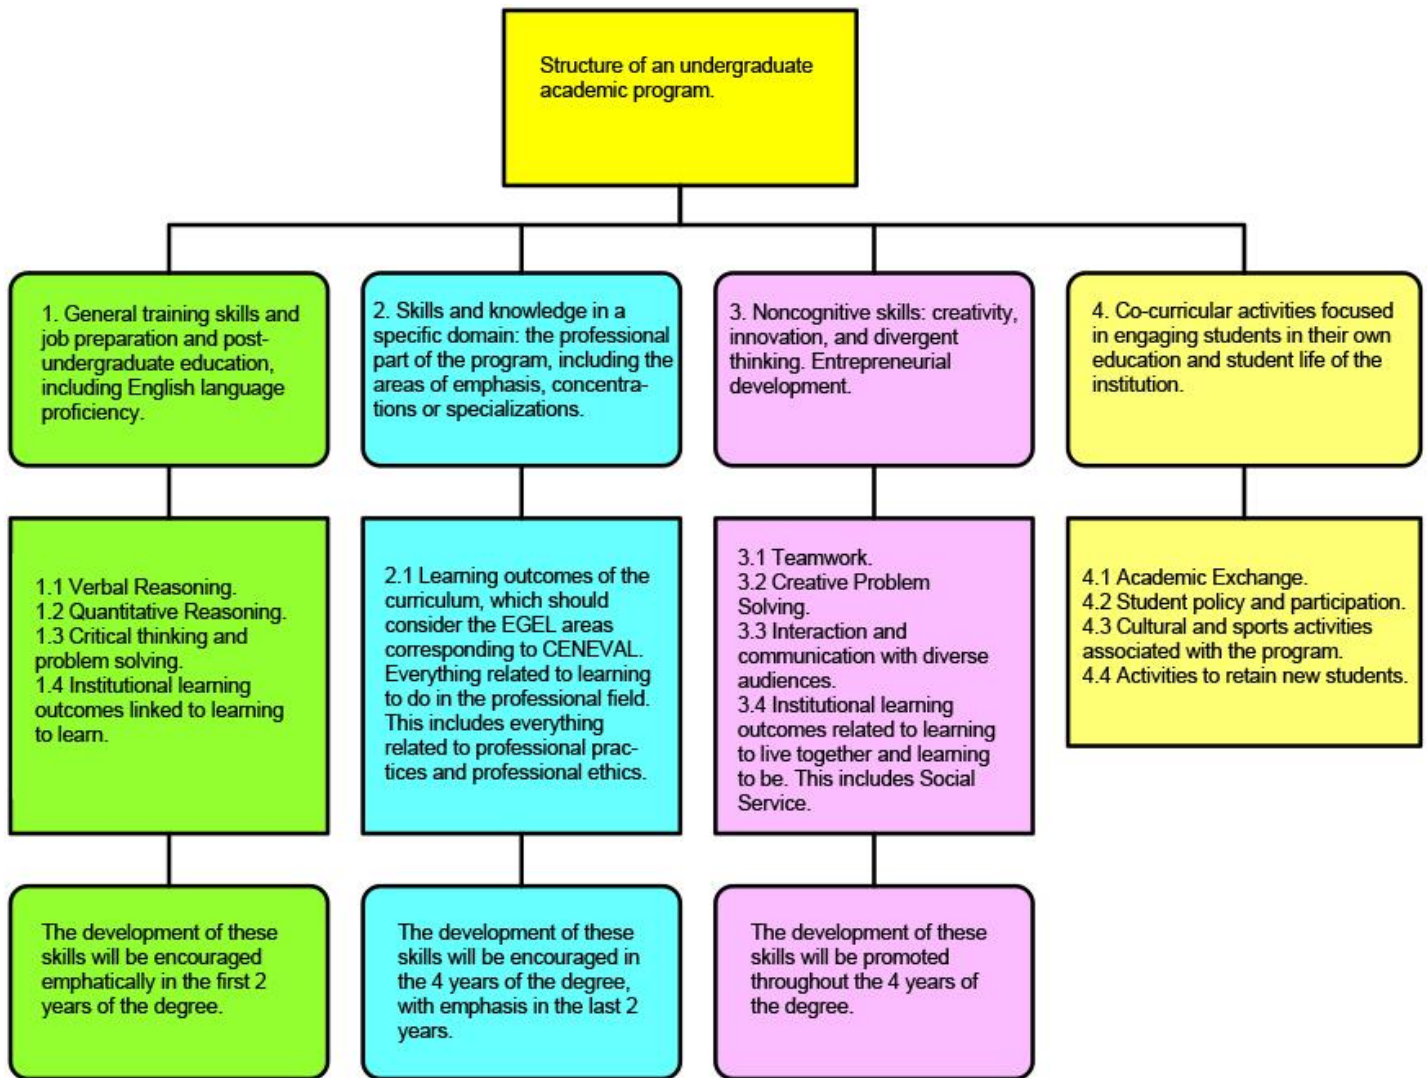 Structure of an undergraduate
academic program.
1. General training skills and
job preparation and post-
undergraduate education,
including English language
proficiency.
2. Skills and knowledge in a
specific domain: the professional
part of the program, including the
areas of emphasis, concentra-
tions or specializations.
3. Noncognitive skills: creativity,
innovation, and divergent
thinking. Entrepreneurial
development.
4. Co-curricular activities focused
in engaging students in their own
education and student life of the
institution.
1.1 Verbal Reasoning.
1.2 Quantitative Reasoning.
1.3 Critical thinking and
problem solving.
1.4 Institutional learning
outcomes linked to learning
to learn.
2.1 Learning outcomes of the
curriculum, which should
consider the EGEL areas
corresponding to CENEVAL.
Everything related to learning
to do in the professional field.
This includes everything
related to professional prac-
tices and professional ethics.
3.1 Teamwork.
3.2 Creative Problem
Solving.
3.3 Interaction and
communication with diverse
audiences.
3.4 Institutional learning
outcomes related to learning
to live together and learning
to be. This includes Social
Service.
4.1 Academic Exchange.
4.2 Student policy and participation.
4.3 Cultural and sports activities
associated with the program.
4.4 Activities to retain new students.
The development of these
skills will be encouraged
emphatically in the first 2
years of the degree.
The development of these
skills will be encouraged in
the 4 years of the degree,
with emphasis in the last 2
years.
The development of these
skills will be promoted
throughout the 4 years of
the degree.